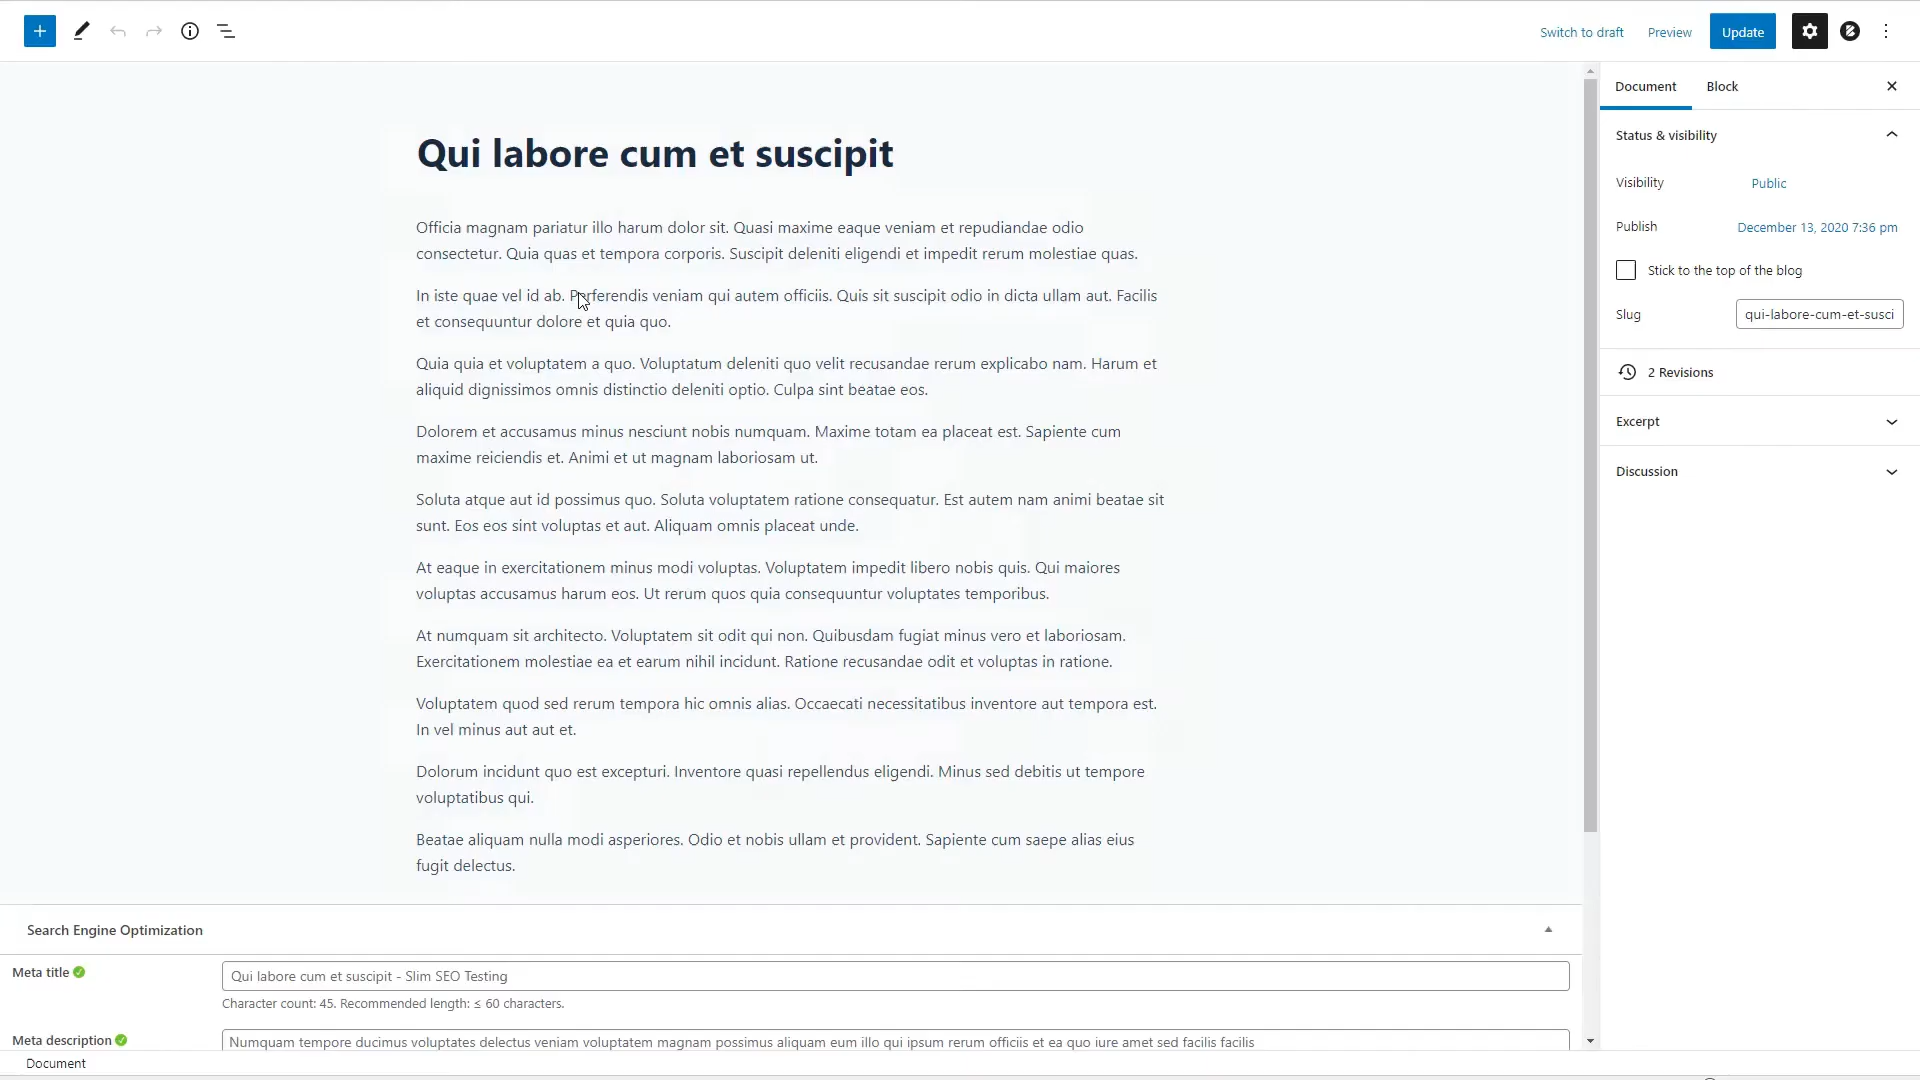 Switch to draft
Preview
Update
Document
Block
Status & visibility
Visibility
Public
Publish
December 13, 2020 7:36 pm
Stick to the top of the blog
Slug
qui-labore-cum-et-susci
2 Revisions
Excerpt
Discussion
Qui labore cum et suscipit
Officia magnam pariatur illo harum dolor sit. Quasi maxime eaque veniam et repudiandae odio
consectetur. Quia quas et tempora corporis. Suscipit deleniti eligendi et impedit rerum molestiae quas.
In iste quae vel id ab. Perferendis veniam qui autem officiis. Quis sit suscipit odio in dicta ullam aut. Facilis
et consequuntur dolore et quia quo.
Quia quia et voluptatem a quo. Voluptatum deleniti quo velit recusandae rerum explicabo nam. Harum et
aliquid dignissimos omnis distinctio deleniti optio. Culpa sint beatae eos.
Dolorem et accusamus minus nesciunt nobis numquam. Maxime totam ea placeat est. Sapiente cum
maxime reiciendis et. Animi et ut magnam laboriosam ut.
Soluta atque aut id possimus quo. Soluta voluptatem ratione consequatur. Est autem nam animi beatae sit
sunt. Eos eos sint voluptas et aut. Aliquam omnis placeat unde.
At eaque in exercitationem minus modi voluptas. Voluptatem impedit libero nobis quis. Qui maiores
voluptas accusamus harum eos. Ut rerum quos quia consequuntur voluptates temporibus.
At numquam sit architecto. Voluptatem sit odit qui non. Quibusdam fugiat minus vero et laboriosam.
Exercitationem molestiae ea et earum nihil incidunt. Ratione recusandae odit et voluptas in ratione.
Voluptatem quod sed rerum tempora hic omnis alias. Occaecati necessitatibus inventore aut tempora est.
In vel minus aut aut et.
Dolorum incidunt quo est excepturi. Inventore quasi repellendus eligendi. Minus sed debitis ut tempore
voluptatibus qui.
Beatae aliquam nulla modi asperiores. Odio et nobis ullam et provident. Sapiente cum saepe alias eius
fugit delectus.
Search Engine Optimization
Meta title
Qui labore cum et suscipit - Slim SEO Testing
Character count: 45. Recommended length: ≤ 60 characters.
Meta description
Numquam tempore ducimus voluptates delectus veniam voluptatem magnam possimus aliquam eum illo qui ipsum rerum officiis et ea quo iure amet sed facilis facilis
Document